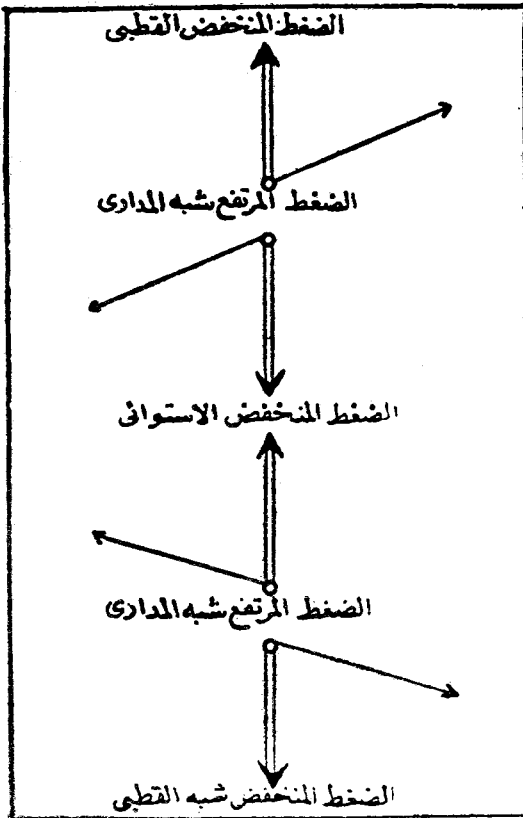 الضغط المنخفض القطبى
الضغط المرتفع شبه المدارى
الضغط المنخفض الاستوائى
الضغط المرتفع شبه المدارى
الضغط المنخفض شبه القطبى